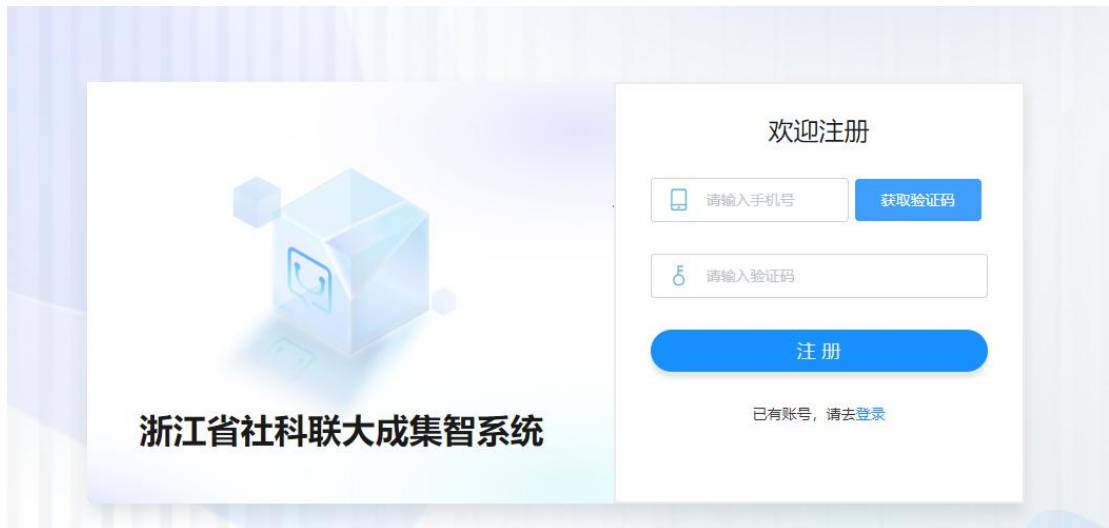 浙江省社科联大成集智系统
欢迎注册
请输入手机号
获取验证码
请输入验证码
注 册
已有账号，请去登录